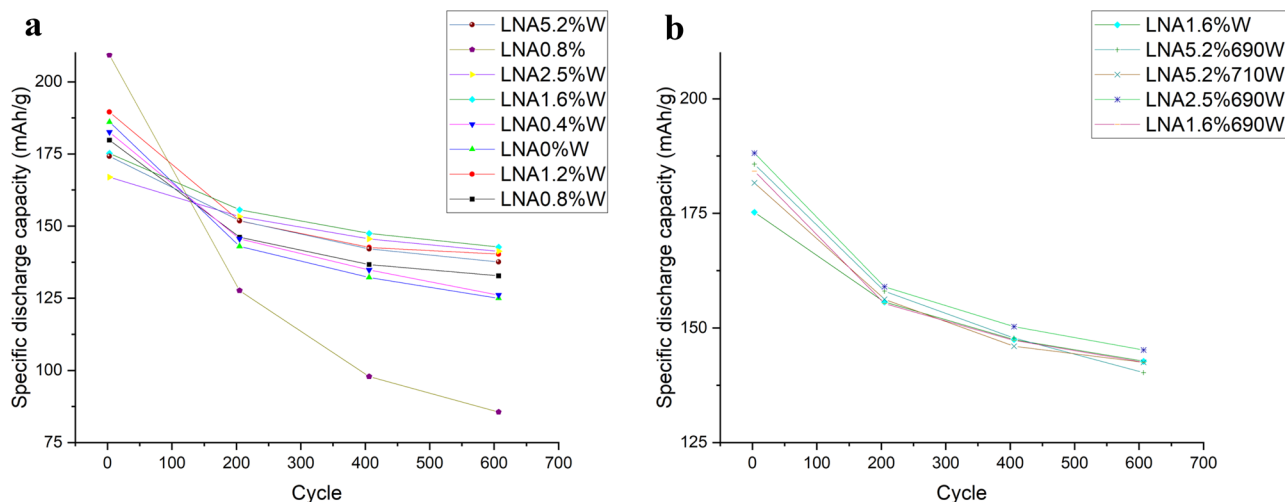 a
Specific discharge capacity (mAh/g)
200
175
150
125
100
75
0 100 200 300 400 500 600 700
Cycle
LNA5.2%W
LNA0.8%
LNA2.5%W
LNA1.6%W
LNA0.4%W
LNA0%W
LNA1.2%W
LNA0.8%W
b
Specific discharge capacity (mAh/g)
200
175
150
125
0 100 200 300 400 500 600 700
Cycle
LNA1.6%W
LNA5.2%690W
LNA5.2%710W
LNA2.5%690W
LNA1.6%690W